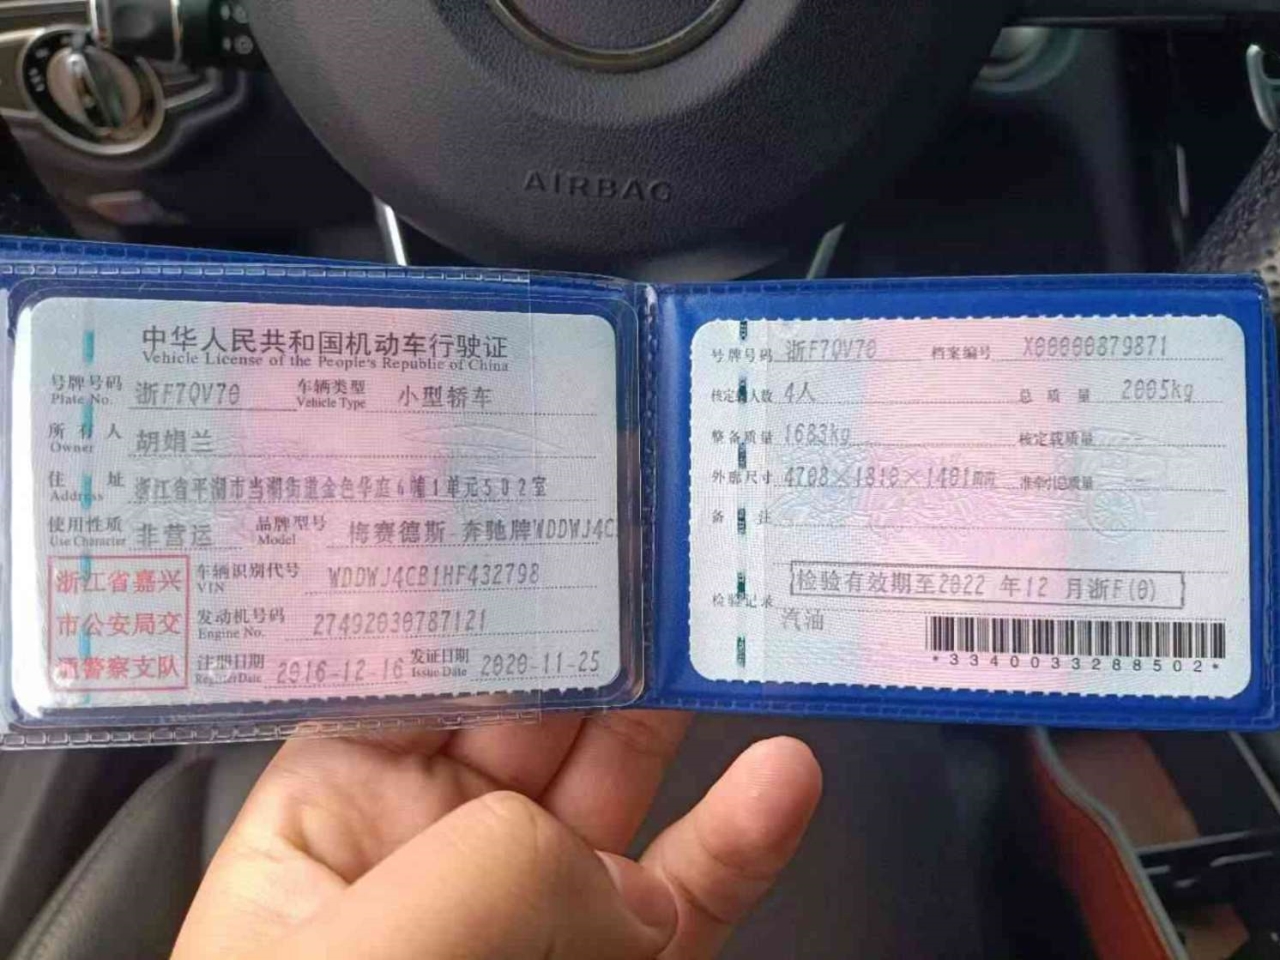 AIRBAG
中华人民共和国机动车行驶证
Vehicle License of the People's Republic of China
号牌号码 浙F7QV70 车辆类型 小型轿车
Plate No. Vehicle Type
所有人 胡娟兰
Owner
住址 浙江省平湖市当湖街道金色华庭6幢1单元502室
Address
使用性质 非营运 品牌型号 梅赛德斯-奔驰牌WDDWJ4C
Use Character Model
浙江省嘉兴
市公安局交
通警察支队
车辆识别代号 WDDWJ4CB1HF432798
VIN
发动机号码 27492030787121
Engine No.
注册日期 2016-12-16 发证日期 2020-11-25
Register Date Issue Date
号牌号码 浙F7QV70 档案编号 X00000879871
核定载人数 4人 总质量 2005kg
整备质量 1683kg 核定载质量 --
外廓尺寸 4708×1810×1401mm 准牵引总质量 --
备注
检验有效期至2022年12月浙F(0)
检验记录
汽油
*3340033288502*